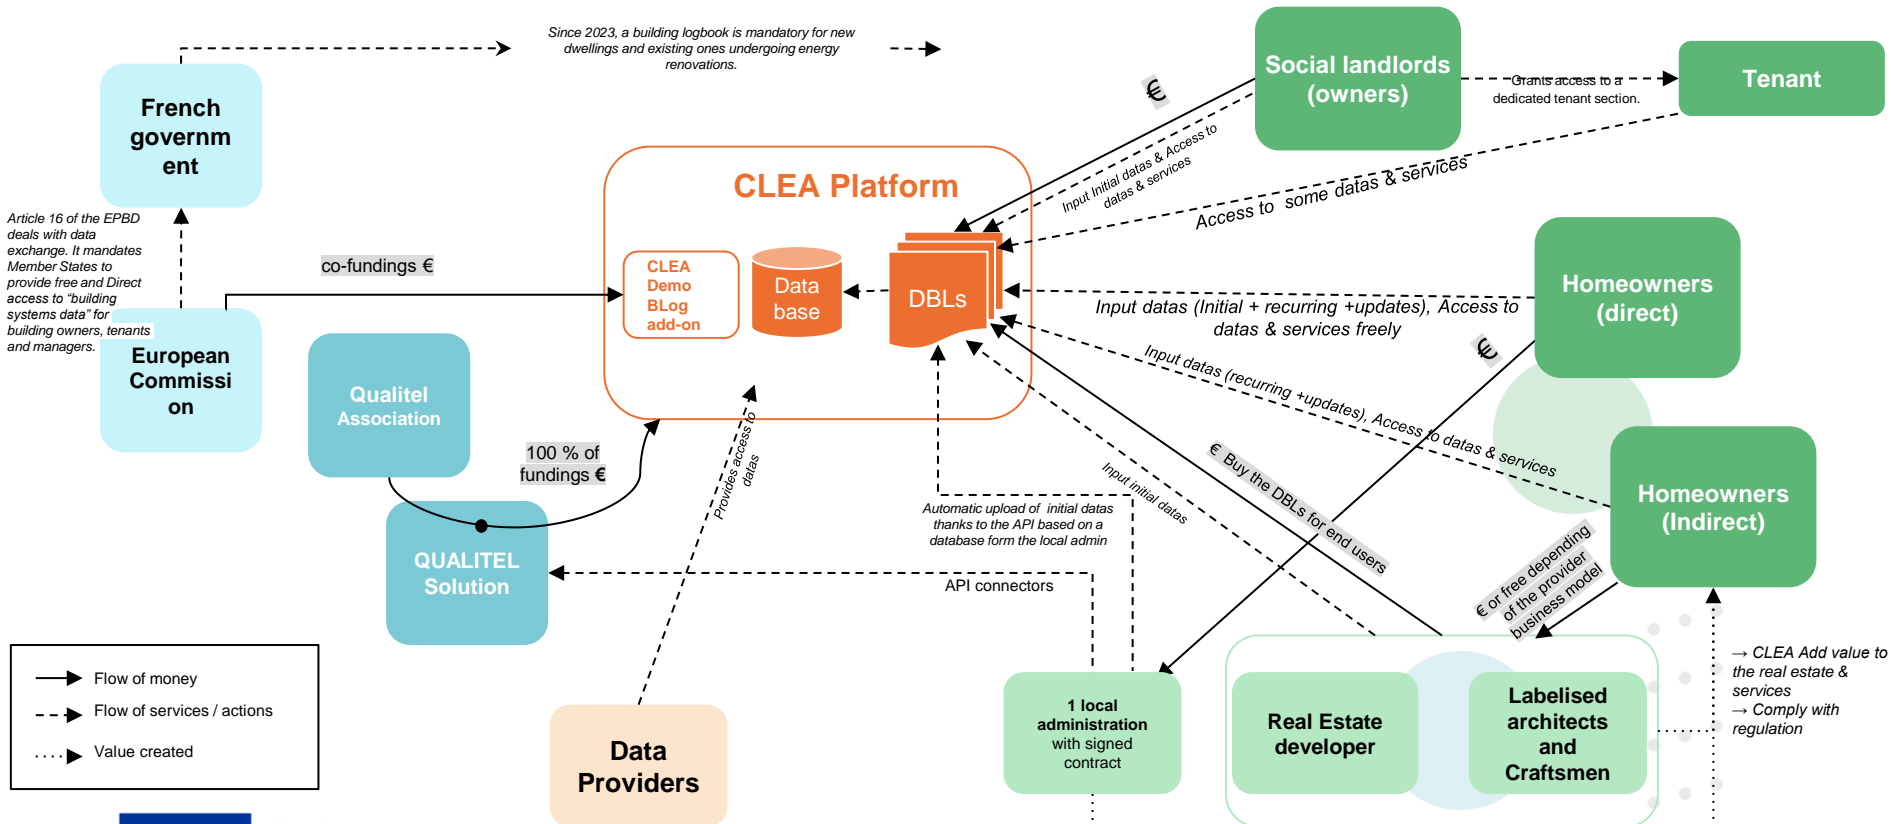 Since 2023, a building logbook is mandatory for new
dwellings and existing ones undergoing energy
renovations.
French
governm
ent
Article 16 of the EPBD
deals with data
exchange. It mandates
Member States to
provide free and Direct
access to “building
systems data” for
building owners, tenants
and managers.
European
Commissi
on
co-fundings €
Qualitel
Association
100 % of
fundings €
QUALITEL
Solution
CLEA Platform
CLEA
Demo
BLog
add-on
Data
base
DBLs
€
Input Initial datas & Access to
datas & services
Social landlords
(owners)
Grants access to a
dedicated tenant section.
Tenant
Access to some datas & services
Homeowners
(direct)
Input datas (Initial + recurring +updates), Access to
datas & services freely
€
Input datas (recurring +updates), Access to datas & services
Homeowners
(Indirect)
Provides access to
datas
Automatic upload of initial datas
thanks to the API based on a
database form the local admin
Input initial datas
€ Buy the DBLs for end users
€ or free depending
of the provider
business model
API connectors
Flow of money
Flow of services / actions
Value created
Data
Providers
1 local
administration
with signed
contract
Real Estate
developer
Labelised
architects
and
Craftsmen
→ CLEA Add value to
the real estate &
services
→ Comply with
regulation